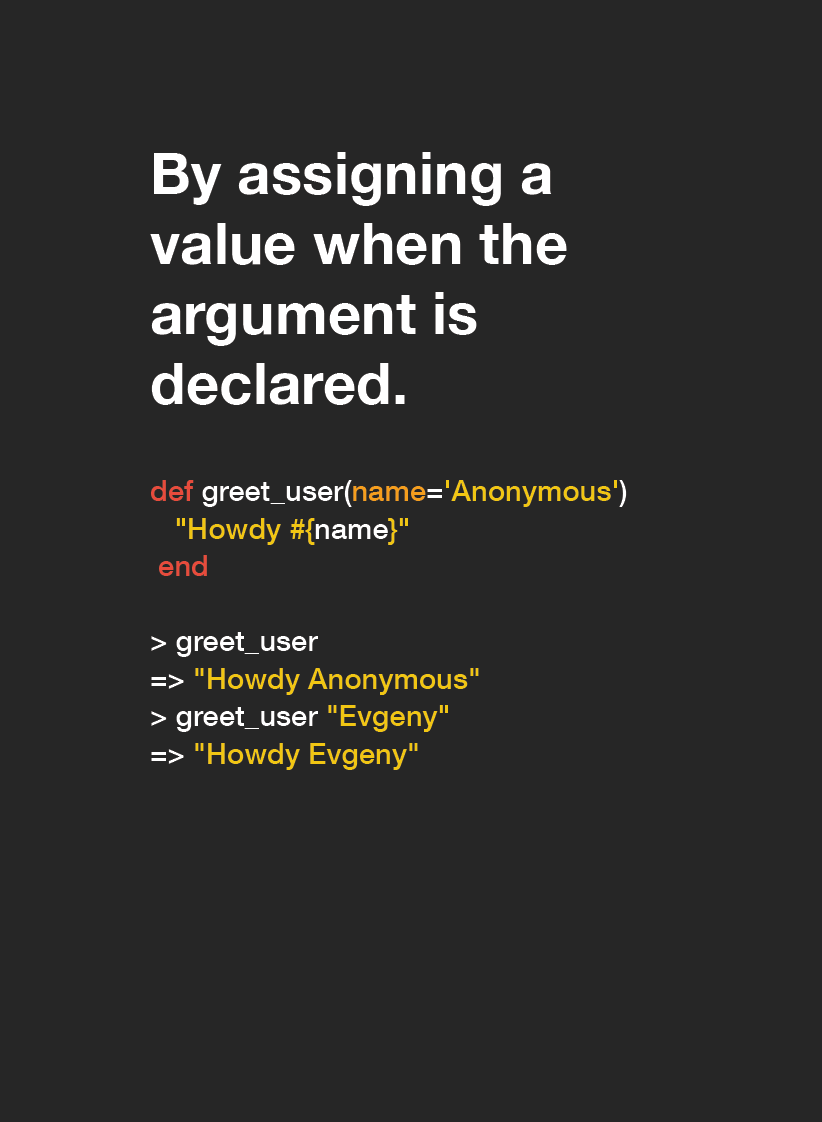 By assigning a
value when the
argument is
declared.
def greet_user(name='Anonymous')
"Howdy #{name}"
end
> greet_user
=> "Howdy Anonymous"
> greet_user "Evgeny"
=> "Howdy Evgeny"